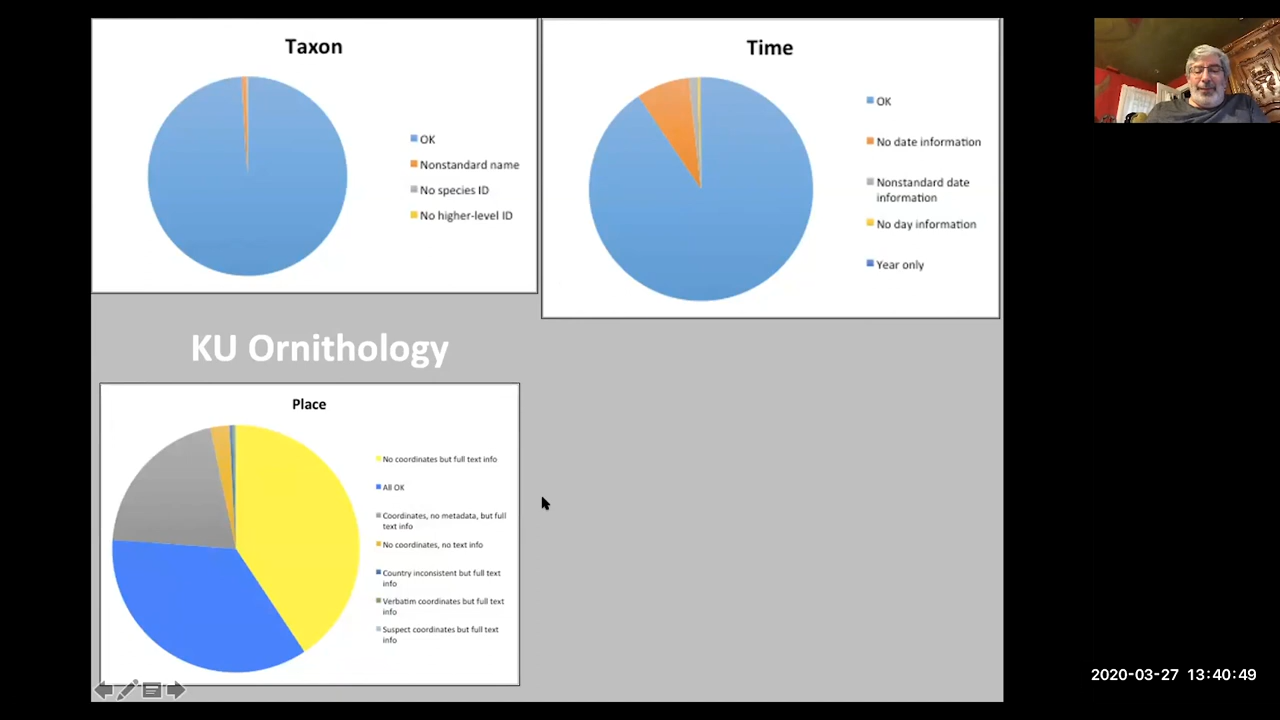 Taxon
OK
Nonstandard name
No species ID
No higher-level ID
Time
OK
No date information
Nonstandard date
information
No day information
Year only
KU Ornithology
Place
No coordinates but full text info
All OK
Coordinates, no metadata, but full
text info
No coordinates, no text info
Country inconsistent but full text
info
Verbatim coordinates but full text
info
Suspect coordinates but full text
info
2020-03-27 13:40:49